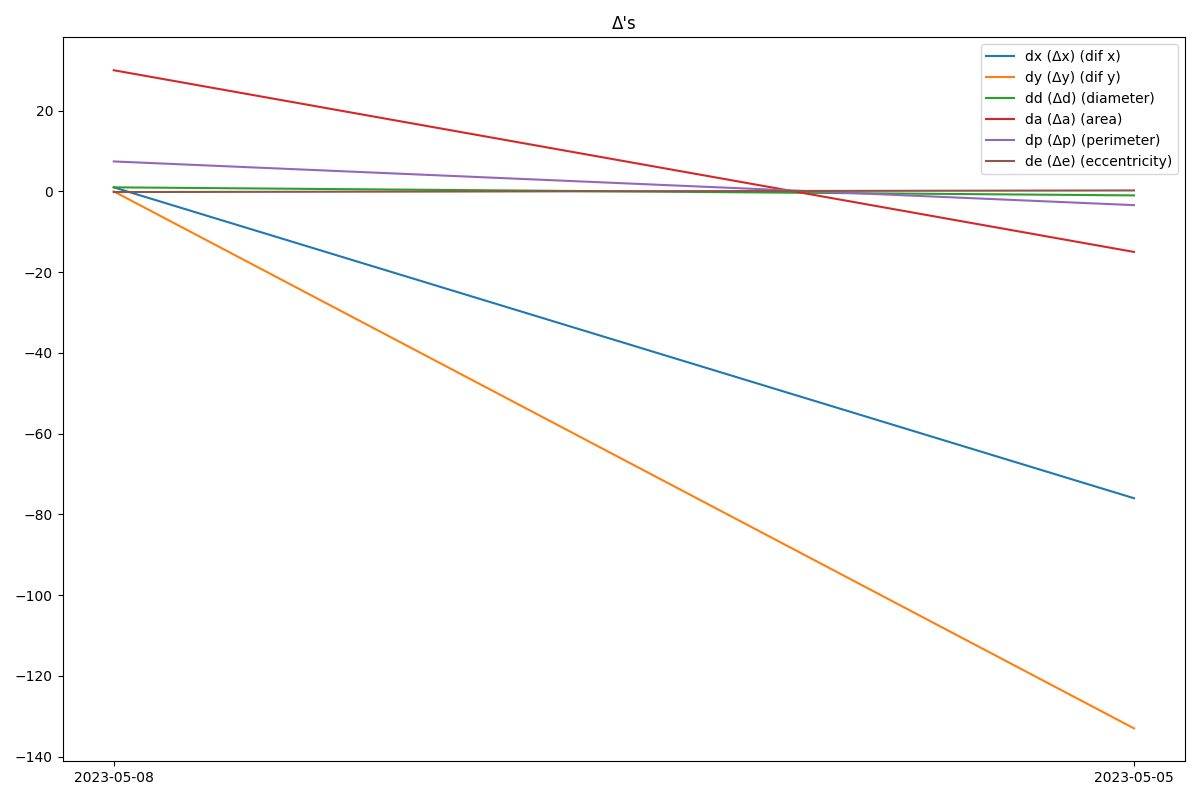 Δ's
dx (Δx) (dif x)
dy (Δy) (dif y)
dd (Δd) (diameter)
da (Δa) (area)
dp (Δp) (perimeter)
de (Δe) (eccentricity)
20
0
−20
−40
−60
−80
−100
−120
−140
2023-05-08
2023-05-05